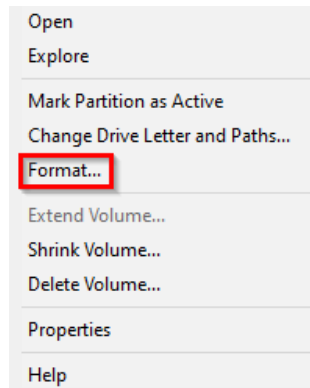 Open
Explore
Mark Partition as Active
Change Drive Letter and Paths...
Format...
Extend Volume...
Shrink Volume...
Delete Volume...
Properties
Help